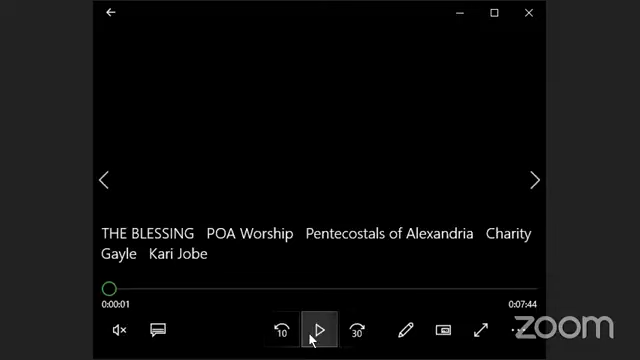 THE BLESSING   POA Worship   Pentecostals of Alexandria   Charity
Gayle   Kari Jobe
0:00:01
0:07:44
10
30
zoom